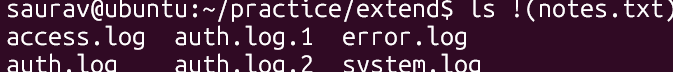 saurav@ubuntu:~/practice/extend$ ls !(notes.txt)
access.log  auth.log.1  error.log
auth.log    auth.log.2  system.log